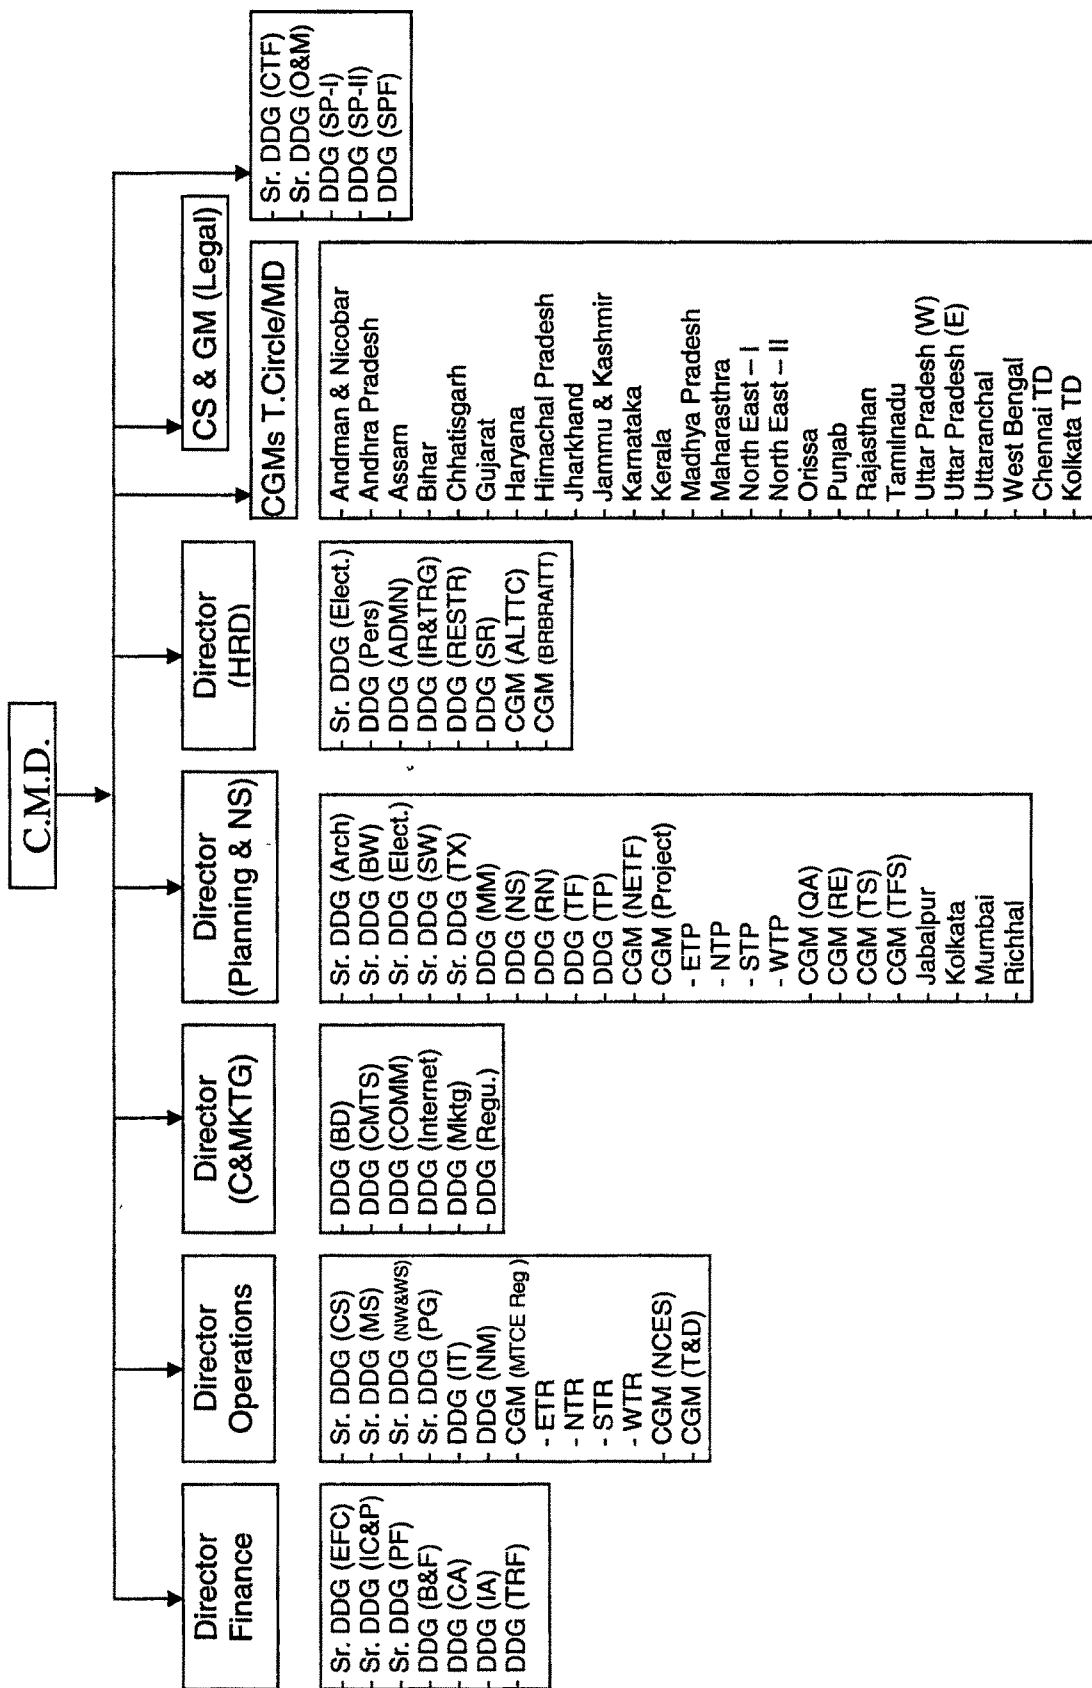 C.M.D.
Director
Finance
- Sr. DDG (EFC)
- Sr. DDG (IC&P)
- Sr. DDG (PF)
- DDG (B&F)
- DDG (CA)
- DDG (IA)
- DDG (TRF)
Director
Operations
- Sr. DDG (CS)
- Sr. DDG (MS)
- Sr. DDG (NW&WS)
- Sr. DDG (PG)
- DDG (IT)
- DDG (NM)
- CGM (MTCE Reg )
- ETR
- NTR
- STR
- WTR
- CGM (NCES)
- CGM (T&D)
Director
(C&MKTG)
- DDG (BD)
- DDG (CMTS)
- DDG (COMM)
- DDG (Internet)
- DDG (Mktg)
- DDG (Regu.)
Director
(Planning & NS)
- Sr. DDG (Arch)
- Sr. DDG (BW)
- Sr. DDG (Elect.)
- Sr. DDG (SW)
- Sr. DDG (TX)
- DDG (MM)
- DDG (NS)
- DDG (RN)
- DDG (TF)
- DDG (TP)
- CGM (NETF)
- CGM (Project)
- ETP
- NTP
- STP
- WTP
- CGM (QA)
- CGM (RE)
- CGM (TS)
- CGM (TFS)
- Jabalpur
- Kolkata
- Mumbai
- Richhal
Director
(HRD)
- Sr. DDG (Elect.)
- DDG (Pers)
- DDG (ADMN)
- DDG (IR&TRG)
- DDG (RESTR)
- DDG (SR)
- CGM (ALTTC)
- CGM (BRBRAITT)
CS & GM (Legal)
CGMs T.Circle/MD
- Andman & Nicobar
- Andhra Pradesh
- Assam
- Bihar
- Chhatisgarh
- Gujarat
- Haryana
- Himachal Pradesh
- Jharkhand
- Jammu & Kashmir
- Karnataka
- Kerala
- Madhya Pradesh
- Maharasthra
- North East – I
- North East – II
- Orissa
- Punjab
- Rajasthan
- Tamilnadu
- Uttar Pradesh (W)
- Uttar Pradesh (E)
- Uttaranchal
- West Bengal
- Chennai TD
- Kolkata TD
- Sr. DDG (CTF)
- Sr. DDG (O&M)
- DDG (SP-I)
- DDG (SP-II)
- DDG (SPF)